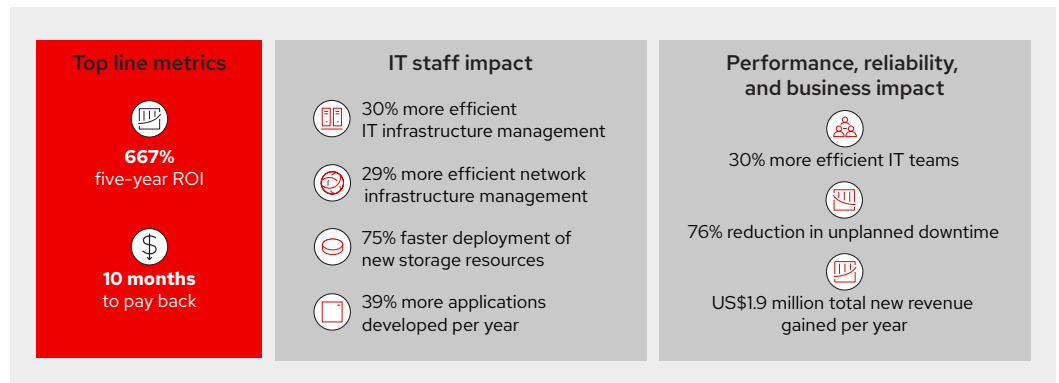 Top line metrics
667%
five-year ROI
10 months
to pay back
IT staff impact
30% more efficient
IT infrastructure management
29% more efficient network
infrastructure management
75% faster deployment of
new storage resources
39% more applications
developed per year
Performance, reliability,
and business impact
30% more efficient IT teams
76% reduction in unplanned downtime
US$1.9 million total new revenue
gained per year